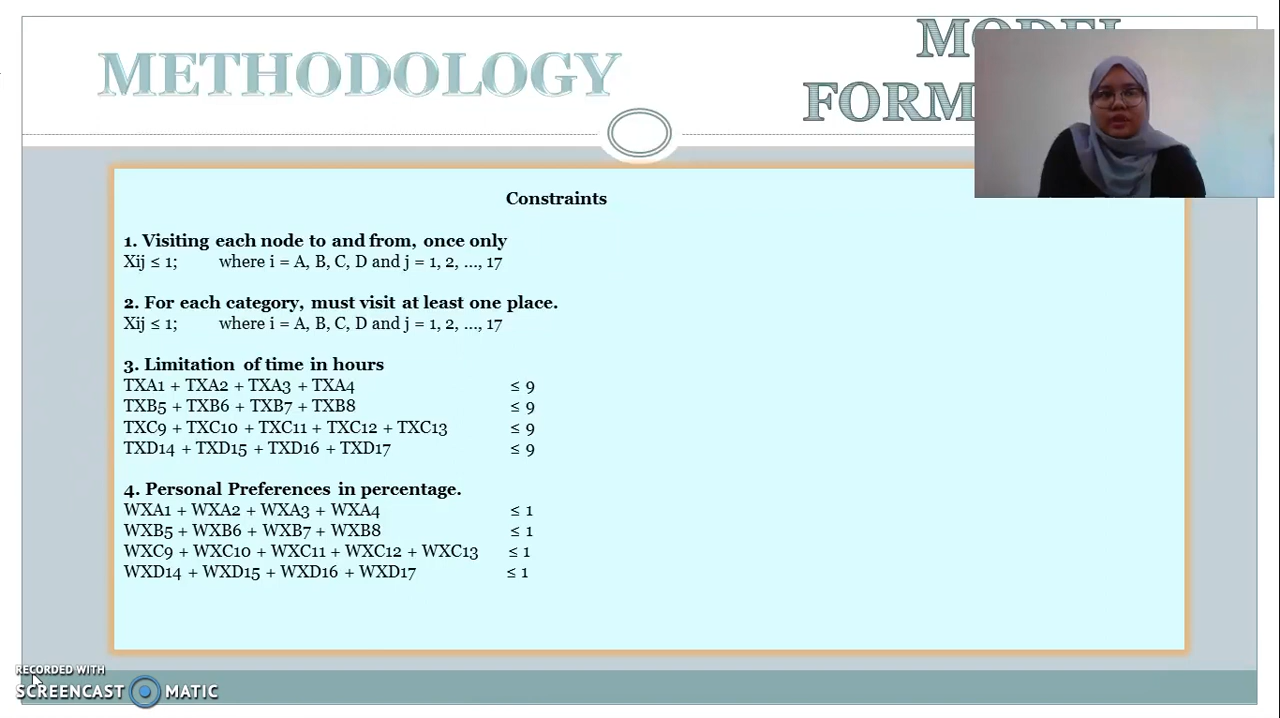 METHODOLOGY
Constraints
1. Visiting each node to and from, once only
Xij ≤ 1; where i = A, B, C, D and j = 1, 2, ..., 17
2. For each category, must visit at least one place.
Xij ≤ 1; where i = A, B, C, D and j = 1, 2, ..., 17
3. Limitation of time in hours
TXA1 + TXA2 + TXA3 + TXA4 ≤ 9
TXB5 + TXB6 + TXB7 + TXB8 ≤ 9
TXC9 + TXC10 + TXC11 + TXC12 + TXC13 ≤ 9
TXD14 + TXD15 + TXD16 + TXD17 ≤ 9
4. Personal Preferences in percentage.
WXA1 + WXA2 + WXA3 + WXA4 ≤ 1
WXB5 + WXB6 + WXB7 + WXB8 ≤ 1
WXC9 + WXC10 + WXC11 + WXC12 + WXC13 ≤ 1
WXD14 + WXD15 + WXD16 + WXD17 ≤ 1
RECORDED WITH
SCREENCAST MATIC